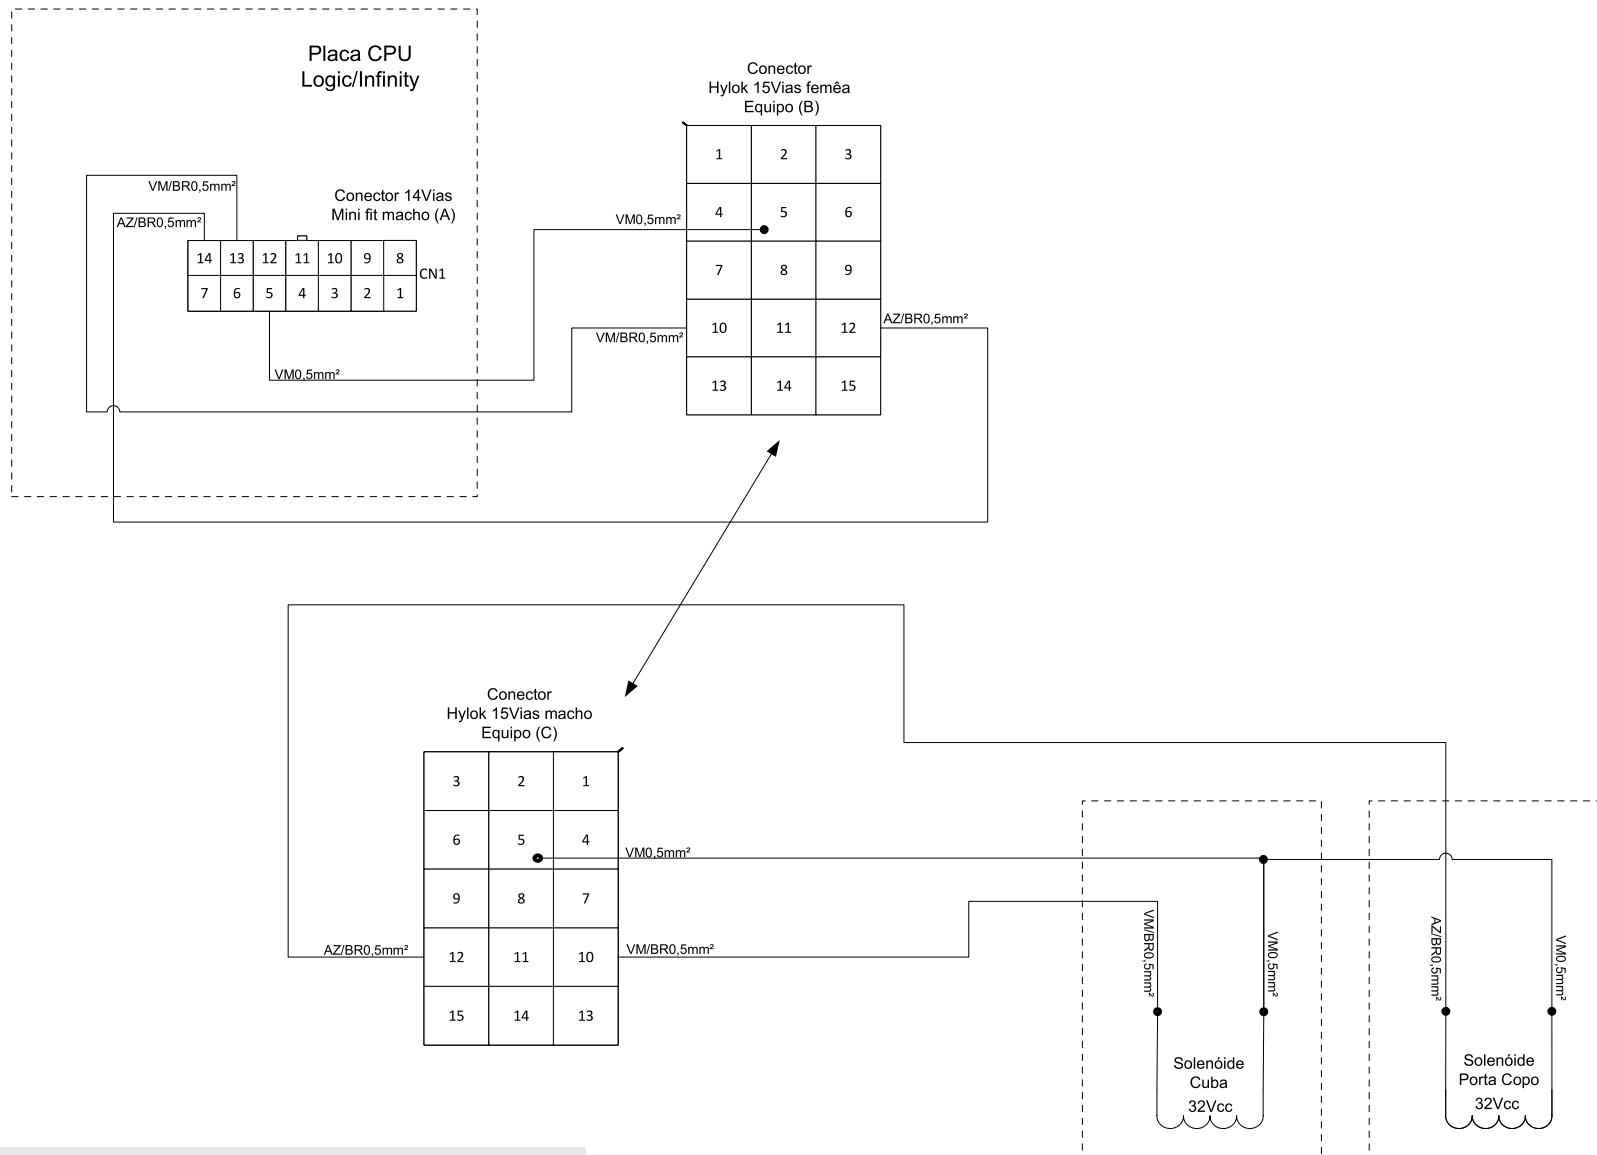 Placa CPU
Logic/Infinity
Conector
Hylok 15Vias femêa
Equipo (B)
1 2 3
4 5 6
7 8 9
10 11 12
13 14 15
VM/BR0,5mm²
AZ/BR0,5mm²
Conector 14Vias
Mini fit macho (A)
14 13 12 11 10 9 8
7 6 5 4 3 2 1
CN1
VM0,5mm²
VM0,5mm²
VM/BR0,5mm²
AZ/BR0,5mm²
Conector
Hylok 15Vias macho
Equipo (C)
3 2 1
6 5 4
9 8 7
12 11 10
15 14 13
VM0,5mm²
AZ/BR0,5mm²
VM/BR0,5mm²
VM/BR0,5mm²
VM0,5mm²
AZ/BR0,5mm²
VM0,5mm²
Solenóide
Cuba
32Vcc
Solenóide
Porta Copo
32Vcc